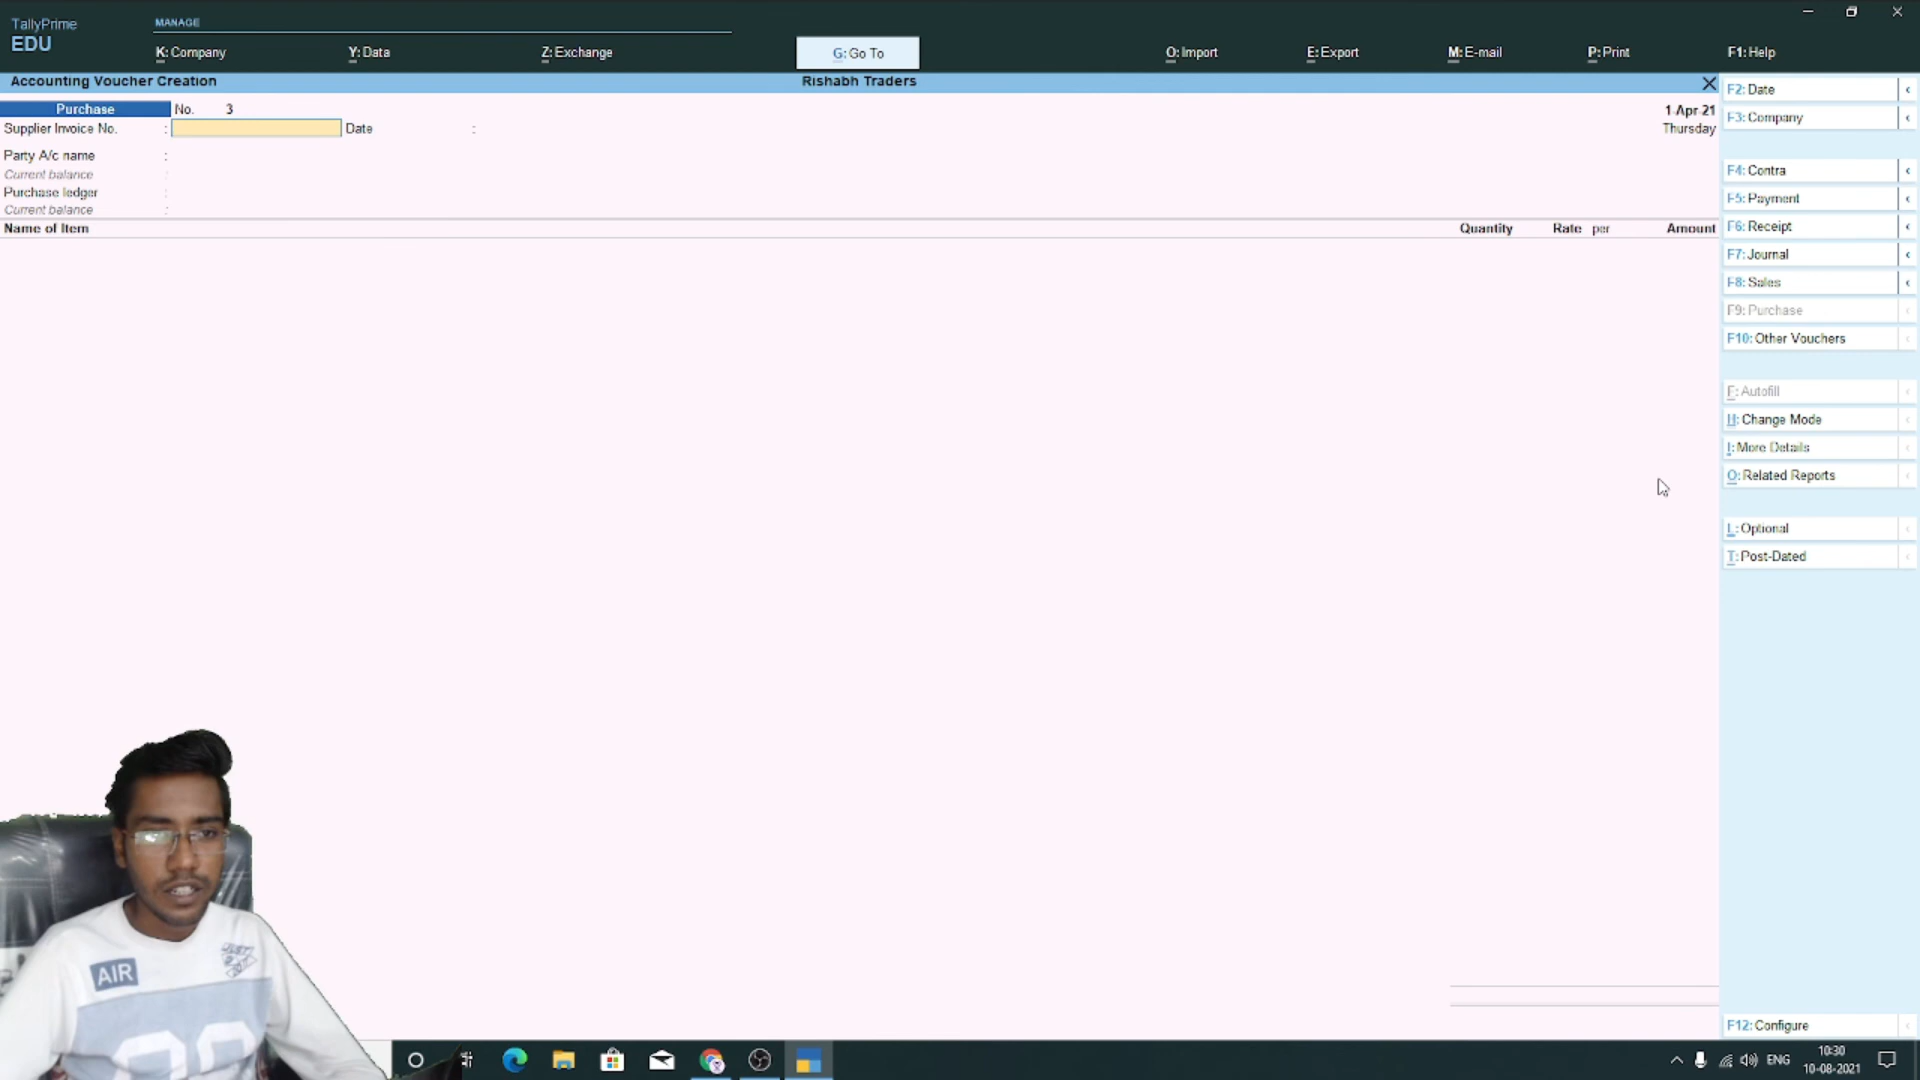 TallyPrime
EDU
MANAGE
K: Company
Y: Data
Z: Exchange
G: Go To
O: Import
E: Export
M: E-mail
P: Print
F1: Help
Accounting Voucher Creation
Rishabh Traders
Purchase No. 3
1-Apr-21
Supplier Invoice No. : Date :
Thursday
Party A/c name :
Current balance :
Purchase ledger :
Current balance :
Name of Item Quantity Rate per Amount
F2: Date
F3: Company
F4: Contra
F5: Payment
F6: Receipt
F7: Journal
F8: Sales
F9: Purchase
F10: Other Vouchers
F: Autofill
H: Change Mode
I: More Details
O: Related Reports
L: Optional
T: Post-Dated
F12: Configure
AIR
ENG
10:30
10-08-2021